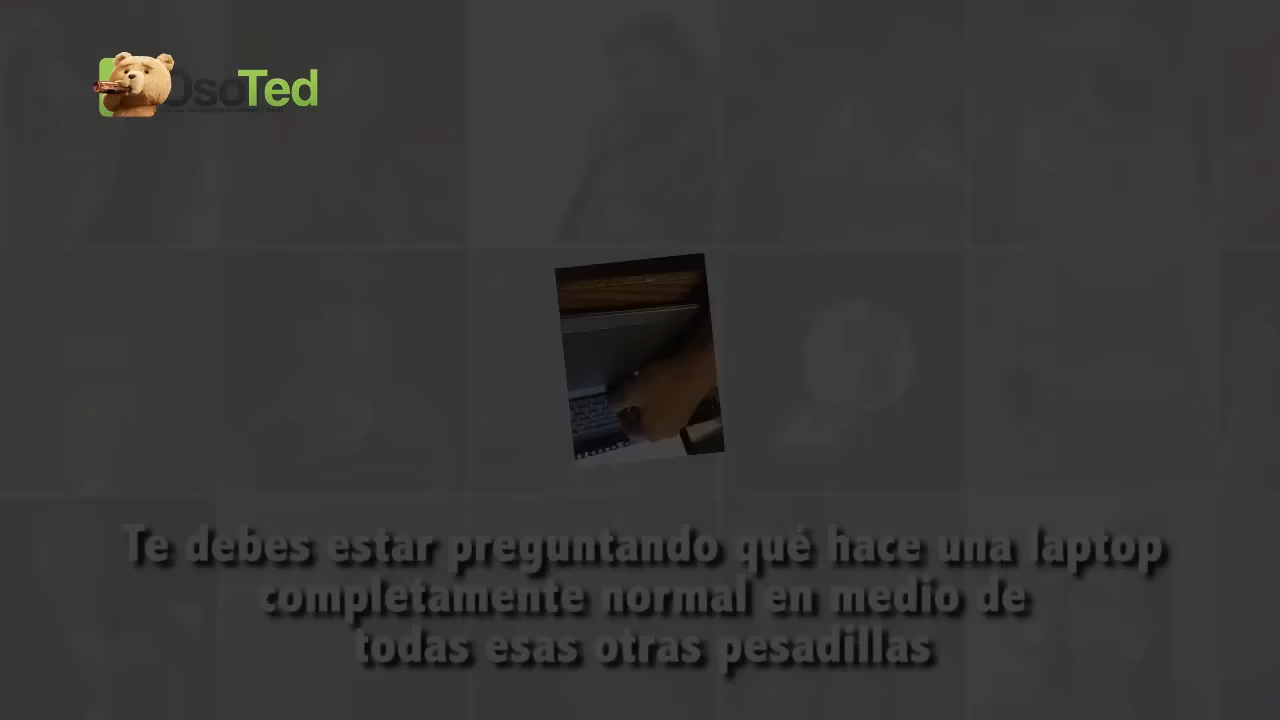 OsoTed
Te debes estar preguntando qué hace una laptop
completamente normal en medio de
todas esas otras pesadillas